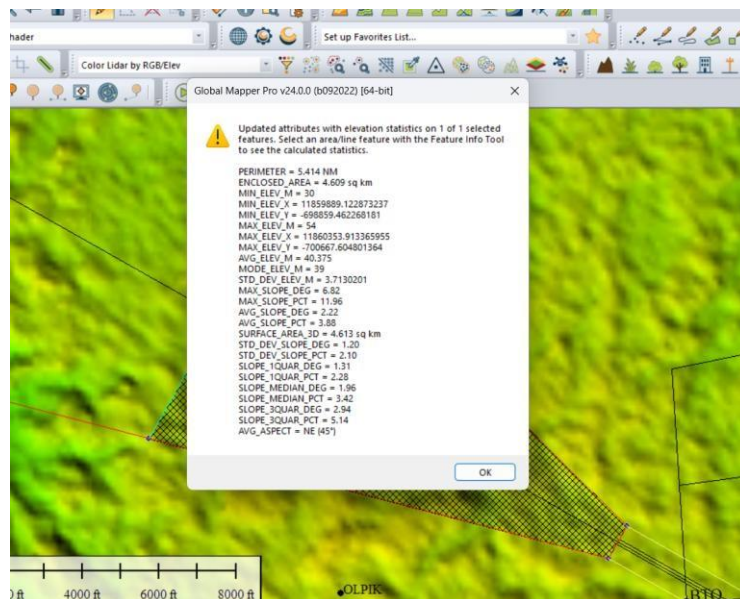 hader
Set up Favorites List...
Color Lidar by RGB/Elev
Global Mapper Pro v24.0.0 (b092022) [64-bit]
Updated attributes with elevation statistics on 1 of 1 selected
features. Select an area/line feature with the Feature Info Tool
to see the calculated statistics.
PERIMETER = 5.414 NM
ENCLOSED_AREA = 4.609 sq km
MIN_ELEV_M = 30
MIN_ELEV_X = 11859889.122873237
MIN_ELEV_Y = -698859.462268181
MAX_ELEV_M = 54
MAX_ELEV_X = 11860353.913365955
MAX_ELEV_Y = -700667.604801364
AVG_ELEV_M = 40.375
MODE_ELEV_M = 39
STD_DEV_ELEV_M = 3.7130201
MAX_SLOPE_DEG = 6.82
MAX_SLOPE_PCT = 11.96
AVG_SLOPE_DEG = 2.22
AVG_SLOPE_PCT = 3.88
SURFACE_AREA_3D = 4.613 sq km
STD_DEV_SLOPE_DEG = 1.20
STD_DEV_SLOPE_PCT = 2.10
SLOPE_1QUAR_DEG = 1.31
SLOPE_1QUAR_PCT = 2.28
SLOPE_MEDIAN_DEG = 1.96
SLOPE_MEDIAN_PCT = 3.42
SLOPE_3QUAR_DEG = 2.94
SLOPE_3QUAR_PCT = 5.14
AVG_ASPECT = NE (45°)
OK
ft 4000 ft 6000 ft 8000 ft
OLPIK
BTO